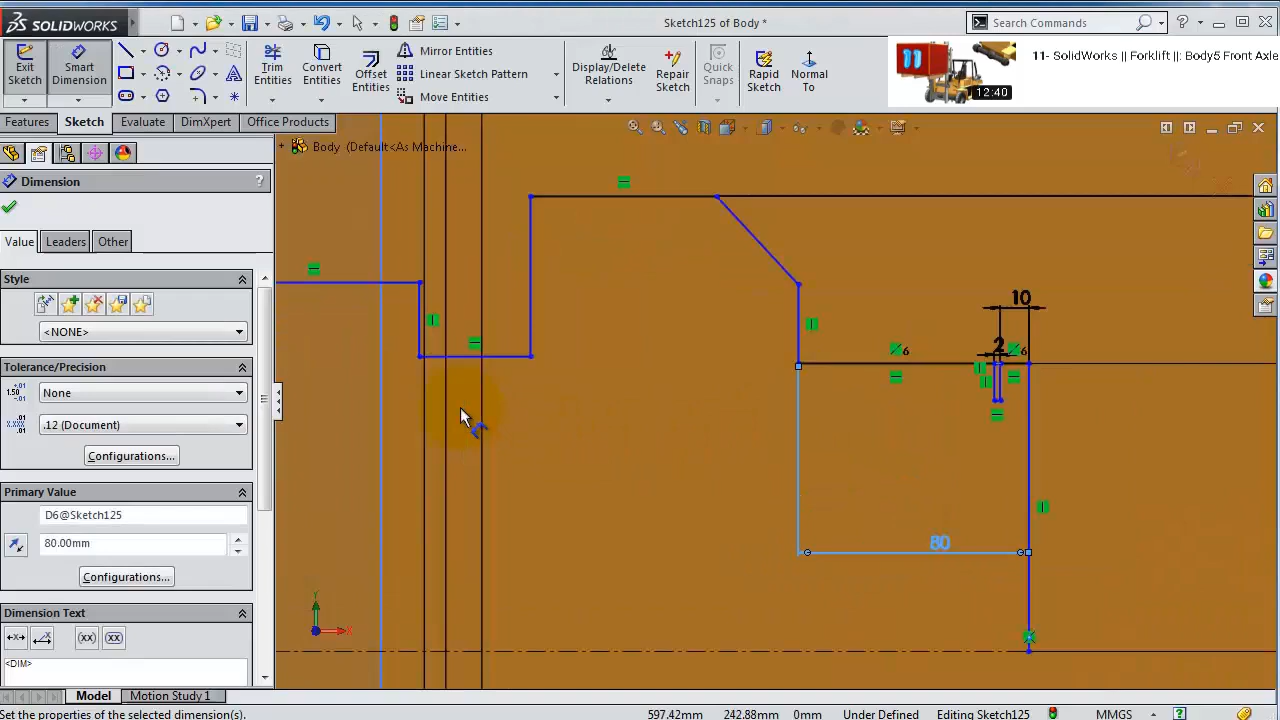 SOLIDWORKS
Sketch125 of Body *
Search Commands
Exit Sketch
Smart Dimension
Trim Entities
Convert Entities
Offset Entities
Mirror Entities
Linear Sketch Pattern
Move Entities
Display/Delete Relations
Repair Sketch
Quick Snaps
Rapid Sketch
Normal To
11
12:40
11- SolidWorks || Forklift || Body5 Front Axle
Features
Sketch
Evaluate
DimXpert
Office Products
Body (Default<As Machine...
Dimension
?
Value
Leaders
Other
Style
<NONE>
Tolerance/Precision
None
.12 (Document)
Configurations...
Primary Value
D6@Sketch125
80.00mm
Configurations...
Dimension Text
(xx)
(xx)
<DIM>
10
2
6
6
80
Y
X
Model
Motion Study 1
Set the properties of the selected dimension(s).
597.42mm
242.88mm
0mm
Under Defined
Editing Sketch125
MMGS